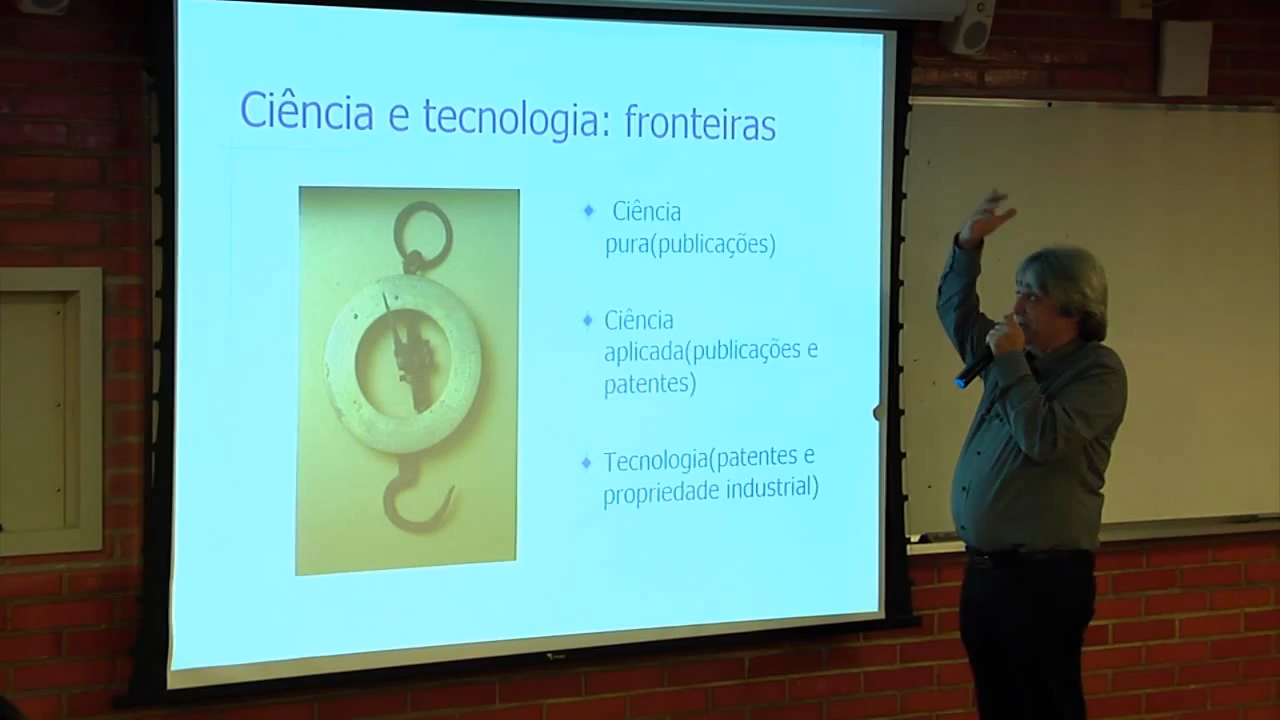 Ciência e tecnologia: fronteiras
Ciência
pura(publicações)
Ciência
aplicada(publicações e
patentes)
Tecnologia(patentes e
propriedade industrial)